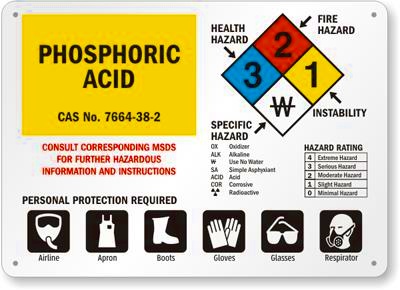 PHOSPHORIC
ACID
CAS No. 7664-38-2
CONSULT CORRESPONDING MSDS
FOR FURTHER HAZARDOUS
INFORMATION AND INSTRUCTIONS
HEALTH
HAZARD
FIRE
HAZARD
2
3
1
W
INSTABILITY
SPECIFIC
HAZARD
OX Oxidizer
ALK Alkaline
W Use No Water
SA Simple Asphyxiant
ACID Acid
COR Corrosive
Radioactive
HAZARD RATING
4 Extreme Hazard
3 Serious Hazard
2 Moderate Hazard
1 Slight Hazard
0 Minimal Hazard
PERSONAL PROTECTION REQUIRED
Airline
Apron
Boots
Gloves
Glasses
Respirator